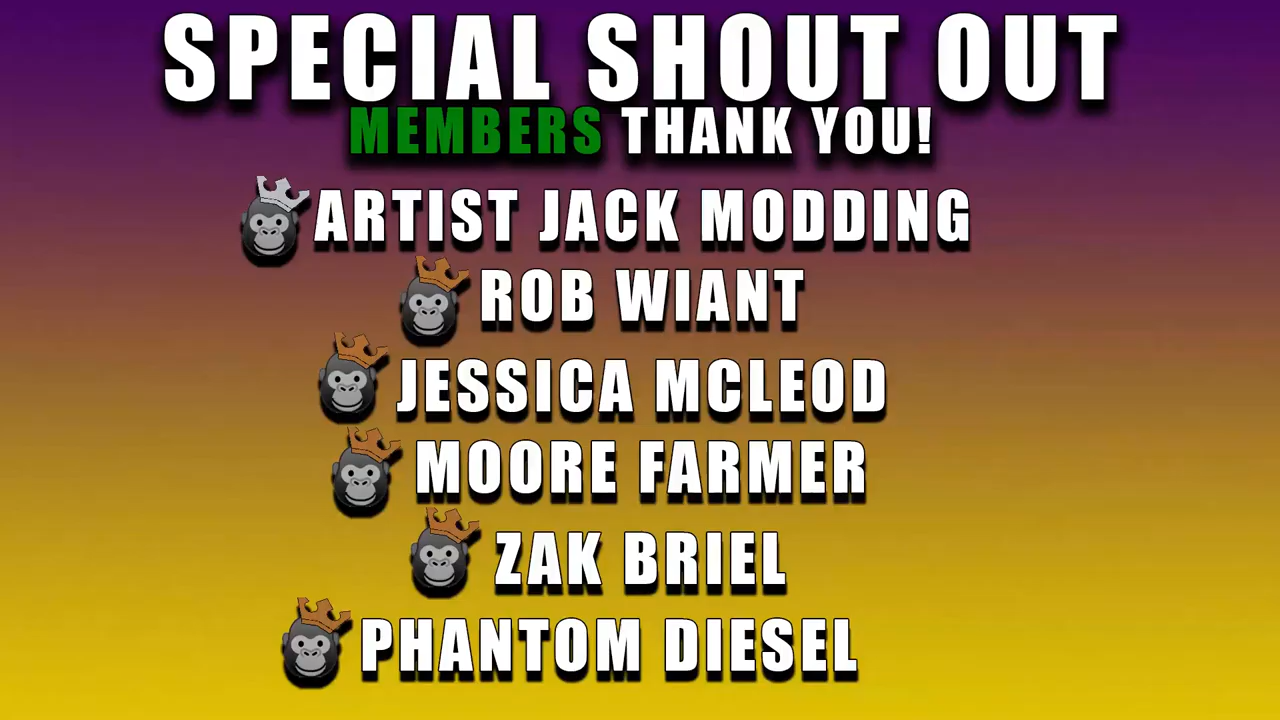 SPECIAL SHOUT OUT
MEMBERS THANK YOU!
ARTIST JACK MODDING
ROB WIANT
JESSICA MCLEOD
MOORE FARMER
ZAK BRIEL
PHANTOM DIESEL